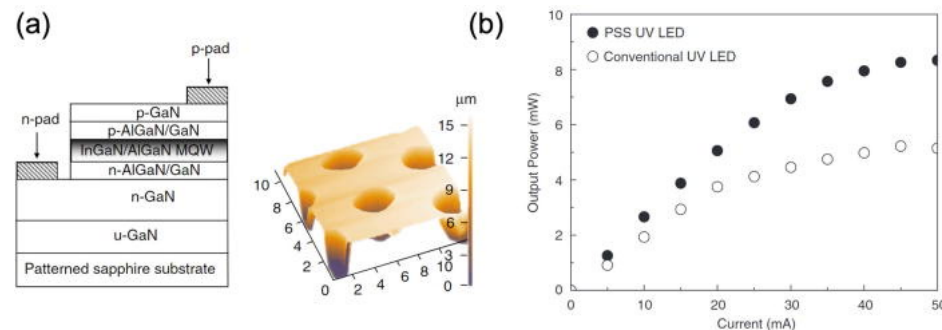 (a)
p-pad
n-pad
p-GaN
p-AlGaN/GaN
InGaN/AlGaN MQW
n-AlGaN/GaN
n-GaN
u-GaN
Patterned sapphire substrate
μm
15
12
9
6
3
0
10
8
6
4
2
0
2
4
6
8
10
(b)
PSS UV LED
Conventional UV LED
Output Power (mW)
10
8
6
4
2
0
0
10
20
30
40
50
Current (mA)